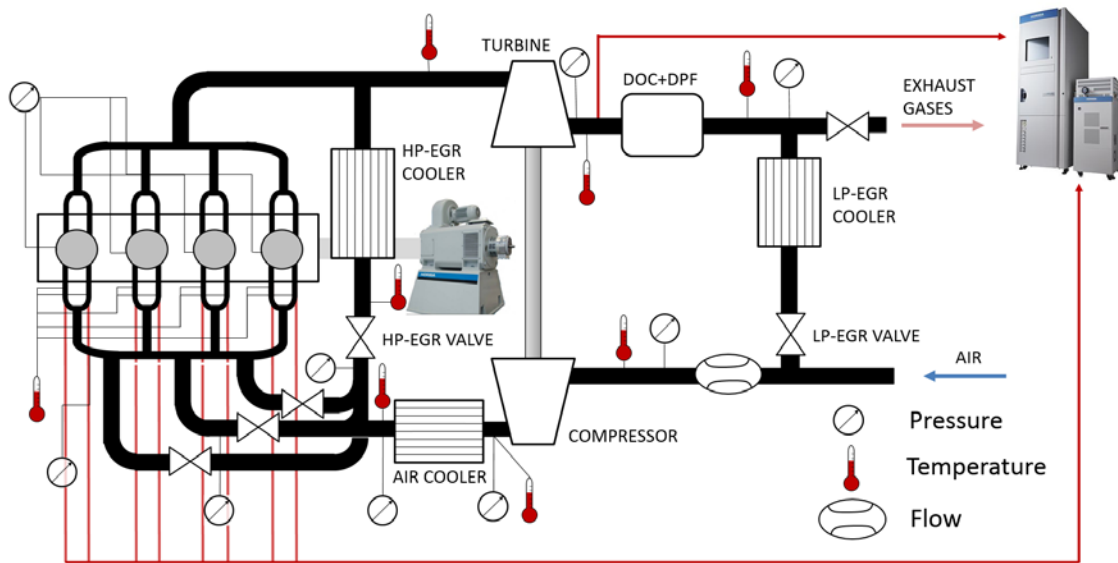 TURBINE
DOC+DPF
EXHAUST
GASES
HP-EGR
COOLER
LP-EGR
COOLER
HP-EGR VALVE
LP-EGR VALVE
AIR
COMPRESSOR
AIR COOLER
Pressure
Temperature
Flow